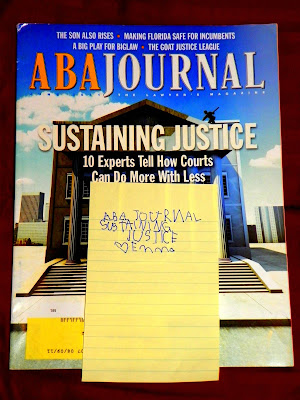 THE SON ALSO RISES • MAKING FLORIDA SAFE FOR INCUMBENTS
A BIG PLAY FOR BIGLAW • THE GOAT JUSTICE LEAGUE
ABA JOURNAL
THE LAWYER'S MAGAZINE
SUSTAINING JUSTICE
10 Experts Tell How Courts
Can Do More With Less
ABA JOURNAL
SUSTAINING
JUSTICE
♡Emma